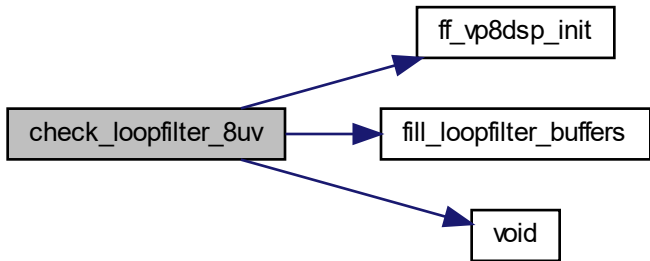 ff_vp8dsp_init
check_loopfilter_8uv
fill_loopfilter_buffers
void